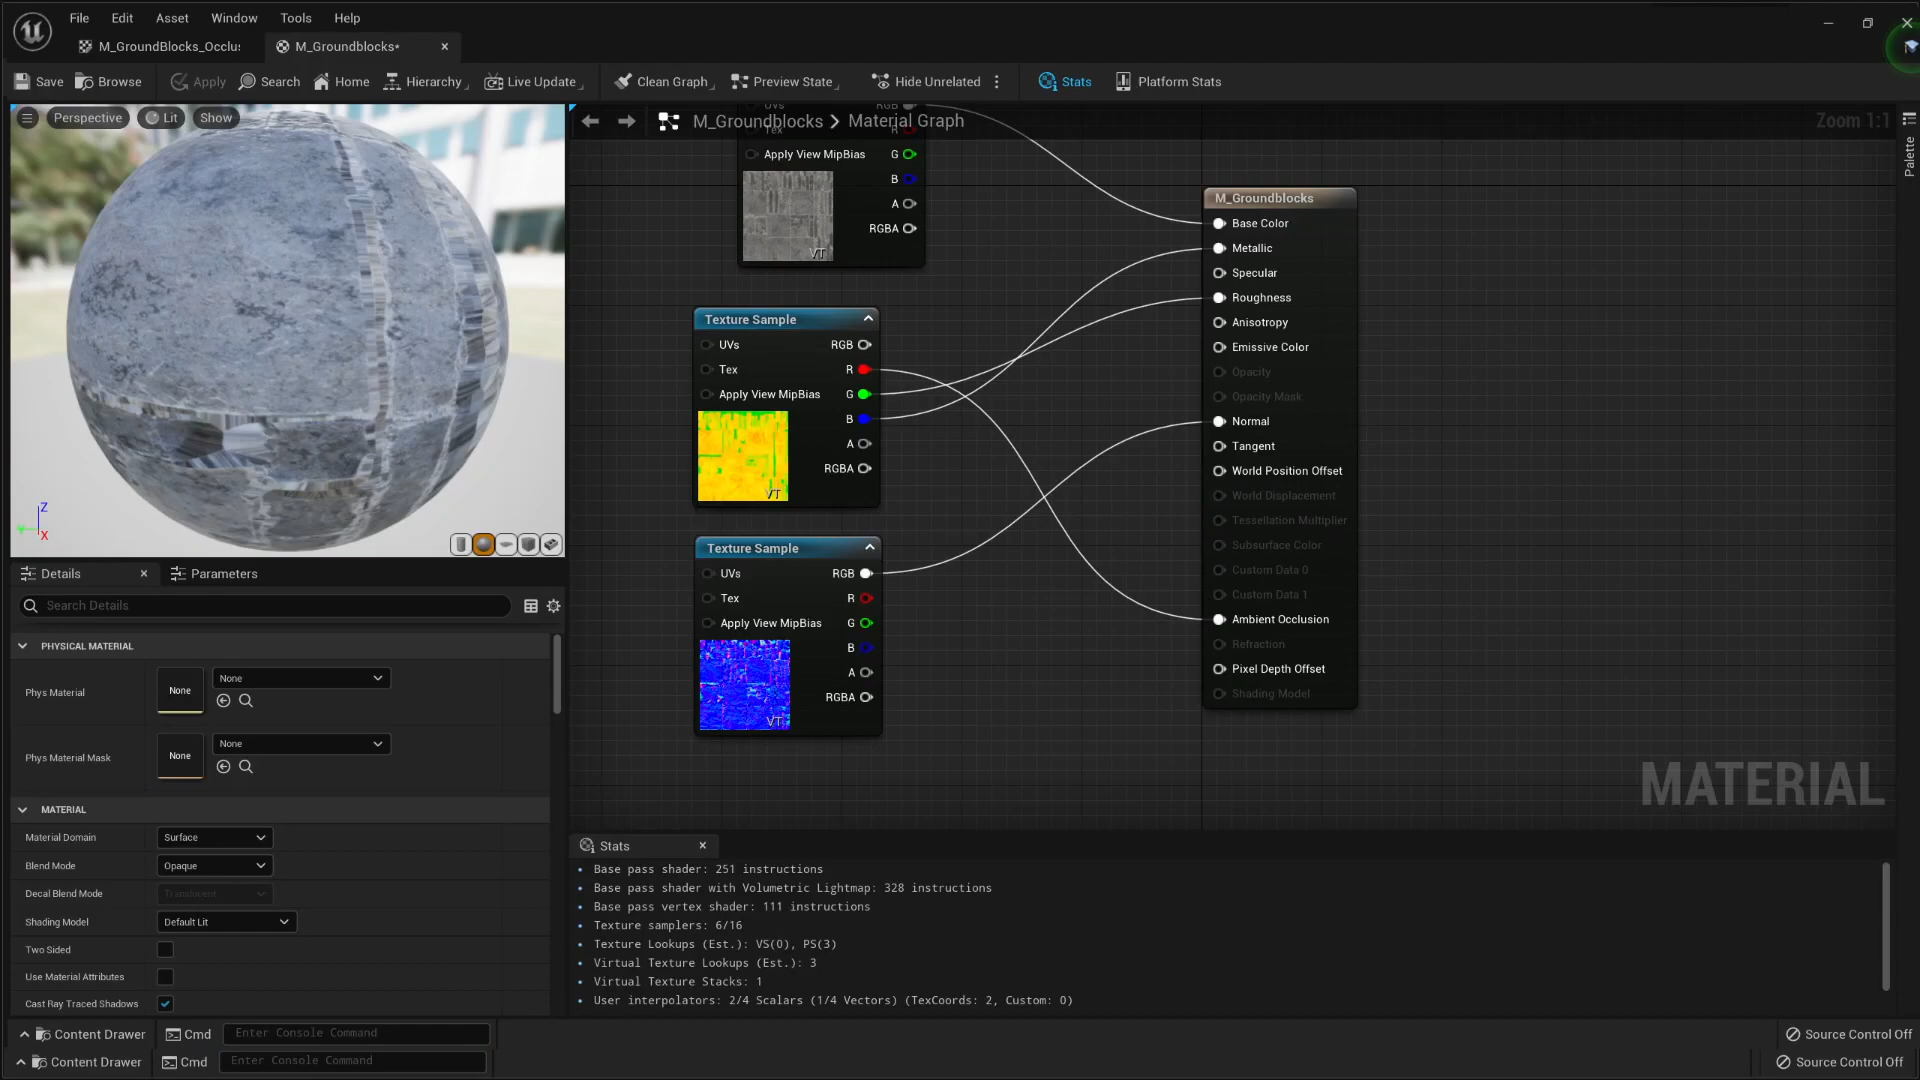 File Edit Asset Window Tools Help
M_GroundBlocks_Occlu
M_Groundblocks*
Save Browse Apply Search Home Hierarchy Live Update Clean Graph Preview State Hide Unrelated Stats Platform Stats
Perspective Lit Show
M_Groundblocks > Material Graph
Zoom 1:1
Palette
UVs RGB
Tex R
Apply View MipBias G
B
A
RGBA
VT
Texture Sample
UVs RGB
Tex R
Apply View MipBias G
B
A
RGBA
VT
Texture Sample
UVs RGB
Tex R
Apply View MipBias G
B
A
RGBA
VT
M_Groundblocks
Base Color
Metallic
Specular
Roughness
Anisotropy
Emissive Color
Opacity
Opacity Mask
Normal
Tangent
World Position Offset
World Displacement
Tessellation Multiplier
Subsurface Color
Custom Data 0
Custom Data 1
Ambient Occlusion
Refraction
Pixel Depth Offset
Shading Model
MATERIAL
Z
X
Details Parameters
Search Details
PHYSICAL MATERIAL
Phys Material None None
Phys Material Mask None None
MATERIAL
Material Domain Surface
Blend Mode Opaque
Decal Blend Mode Translucent
Shading Model Default Lit
Two Sided
Use Material Attributes
Cast Ray Traced Shadows
Stats
Base pass shader: 251 instructions
Base pass shader with Volumetric Lightmap: 328 instructions
Base pass vertex shader: 111 instructions
Texture samplers: 6/16
Texture Lookups (Est.): VS(0), PS(3)
Virtual Texture Lookups (Est.): 3
Virtual Texture Stacks: 1
User interpolators: 2/4 Scalars (1/4 Vectors) (TexCoords: 2, Custom: 0)
Content Drawer Cmd Enter Console Command Source Control Off
Content Drawer Cmd Enter Console Command Source Control Off